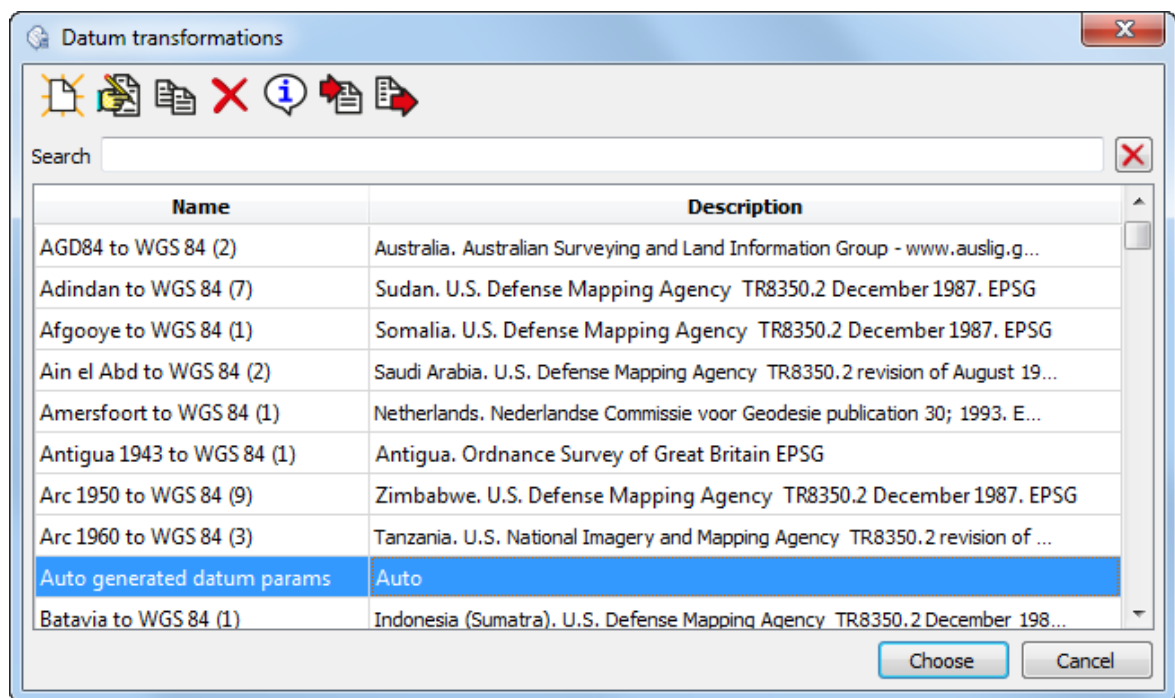 Datum transformations
Search
Name Description
AGD84 to WGS 84 (2) Australia. Australian Surveying and Land Information Group - www.auslig.g...
Adindan to WGS 84 (7) Sudan. U.S. Defense Mapping Agency  TR8350.2 December 1987. EPSG
Afgooye to WGS 84 (1) Somalia. U.S. Defense Mapping Agency  TR8350.2 December 1987. EPSG
Ain el Abd to WGS 84 (2) Saudi Arabia. U.S. Defense Mapping Agency  TR8350.2 revision of August 19...
Amersfoort to WGS 84 (1) Netherlands. Nederlandse Commissie voor Geodesie publication 30; 1993. E...
Antigua 1943 to WGS 84 (1) Antigua. Ordnance Survey of Great Britain EPSG
Arc 1950 to WGS 84 (9) Zimbabwe. U.S. Defense Mapping Agency  TR8350.2 December 1987. EPSG
Arc 1960 to WGS 84 (3) Tanzania. U.S. National Imagery and Mapping Agency  TR8350.2 revision of ...
Auto generated datum params Auto
Batavia to WGS 84 (1) Indonesia (Sumatra). U.S. Defense Mapping Agency  TR8350.2 December 198...
Choose Cancel